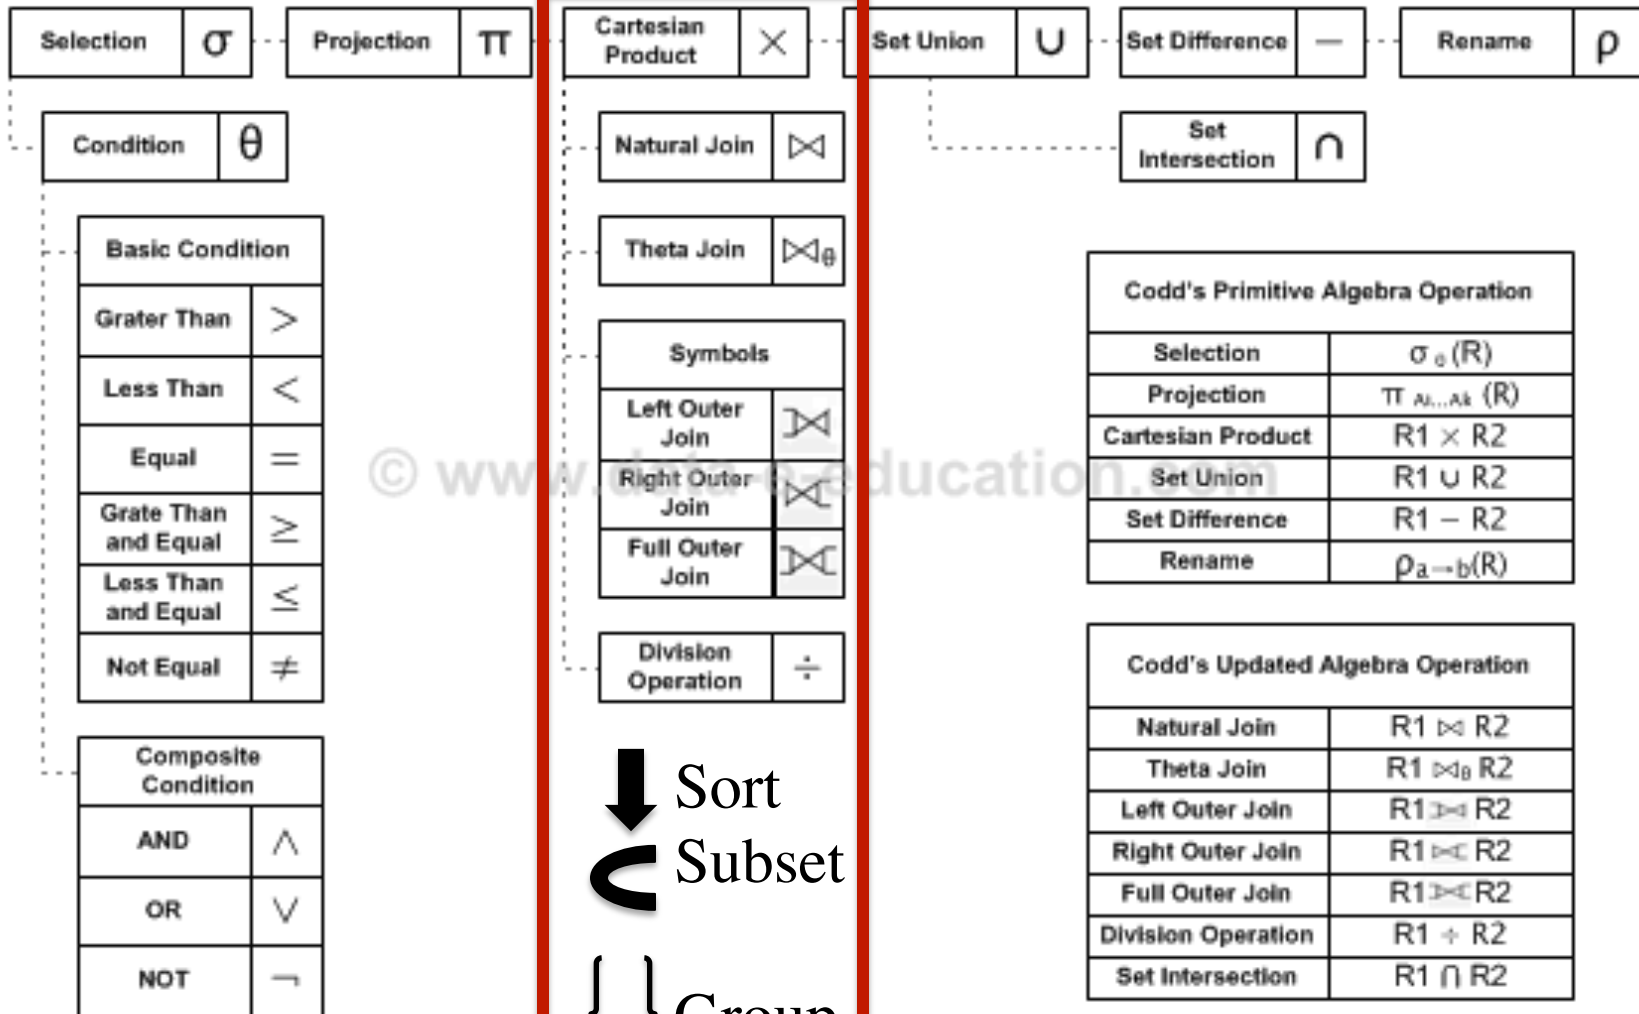 Selection σ
Projection π
Cartesian
Product ×
Set Union ∪
Set Difference −
Rename ρ
Condition θ
Basic Condition
Grater Than >
Less Than <
Equal =
Grate Than
and Equal ≥
Less Than
and Equal ≤
Not Equal ≠
Composite
Condition
AND ∧
OR ∨
NOT ¬
Natural Join ⋈
Theta Join ⋈θ
Symbols
Left Outer
Join ⟕
Right Outer
Join ⟖
Full Outer
Join ⟗
Division
Operation ÷
Sort
Subset
{ } Group
Set
Intersection ∩
Codd's Primitive Algebra Operation
Selection σ θ (R)
Projection π A1...Ak (R)
Cartesian Product R1 × R2
Set Union R1 ∪ R2
Set Difference R1 − R2
Rename ρa→b(R)
Codd's Updated Algebra Operation
Natural Join R1 ⋈ R2
Theta Join R1 ⋈θ R2
Left Outer Join R1 ⟕ R2
Right Outer Join R1 ⟖ R2
Full Outer Join R1 ⟗ R2
Division Operation R1 ÷ R2
Set Intersection R1 ∩ R2
© www.data-e-education.com